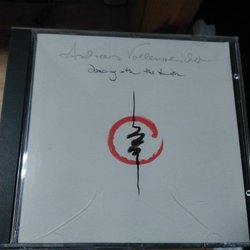 Andreas Vollenweider
dancing with the lion